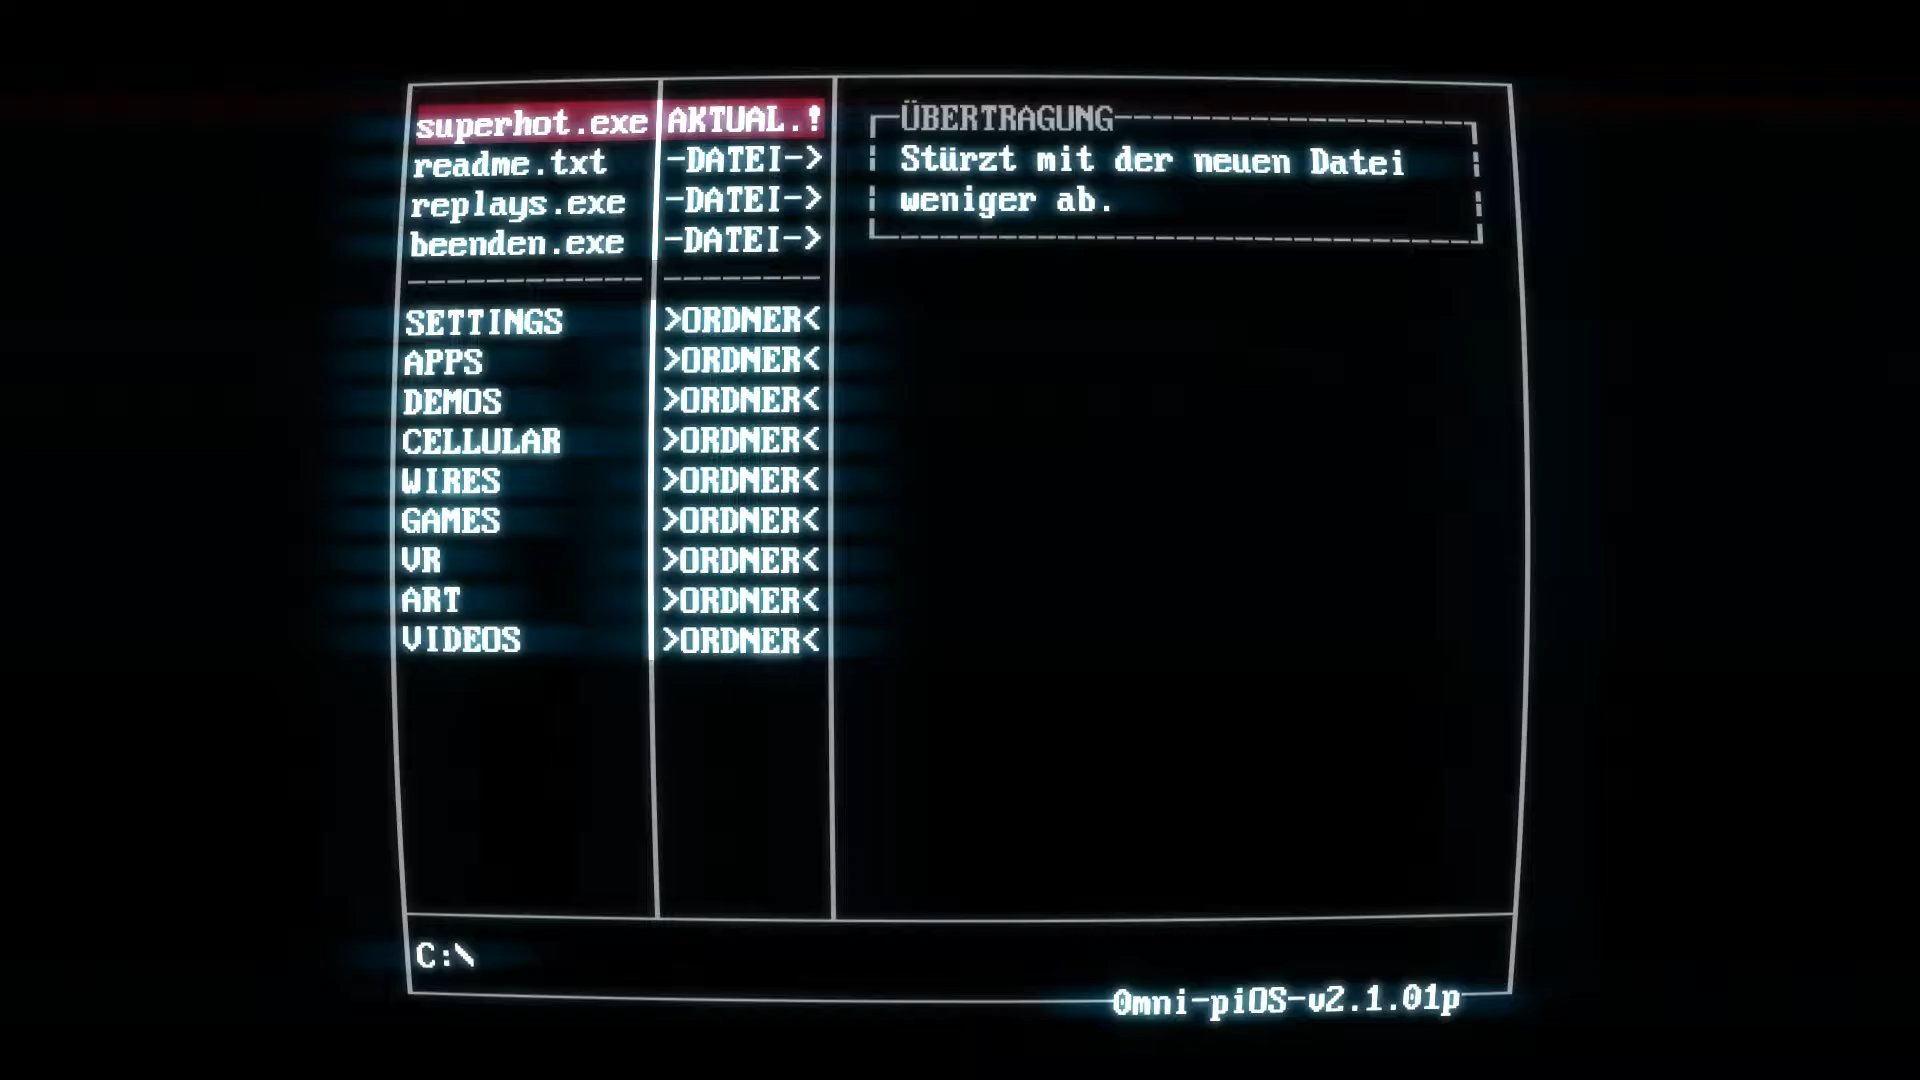 superhot.exe AKTUAL.!
readme.txt -DATEI->
replays.exe -DATEI->
beenden.exe -DATEI->
SETTINGS >ORDNER<
APPS >ORDNER<
DEMOS >ORDNER<
CELLULAR >ORDNER<
WIRES >ORDNER<
GAMES >ORDNER<
VR >ORDNER<
ART >ORDNER<
VIDEOS >ORDNER<
ÜBERTRAGUNG
Stürzt mit der neuen Datei
weniger ab.
C:\
0mni-piOS-v2.1.01p